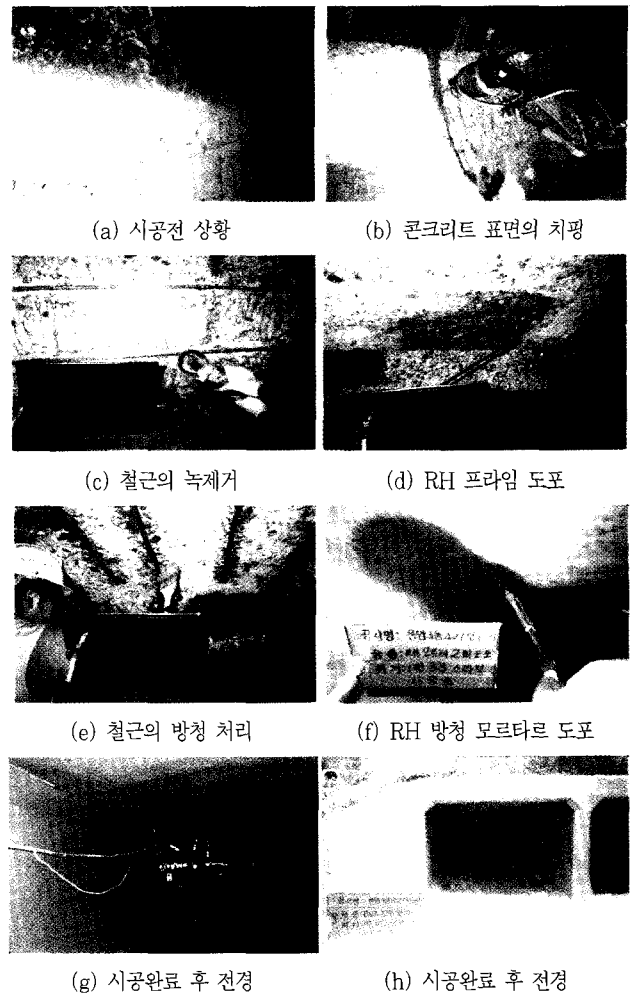 (a) 시공전 상황
(b) 콘크리트 표면의 치핑
(c) 철근의 녹제거
(d) RH 프라임 도포
(e) 철근의 방청 처리
(f) RH 방청 모르타르 도포
(g) 시공완료 후 전경
(h) 시공완료 후 전경